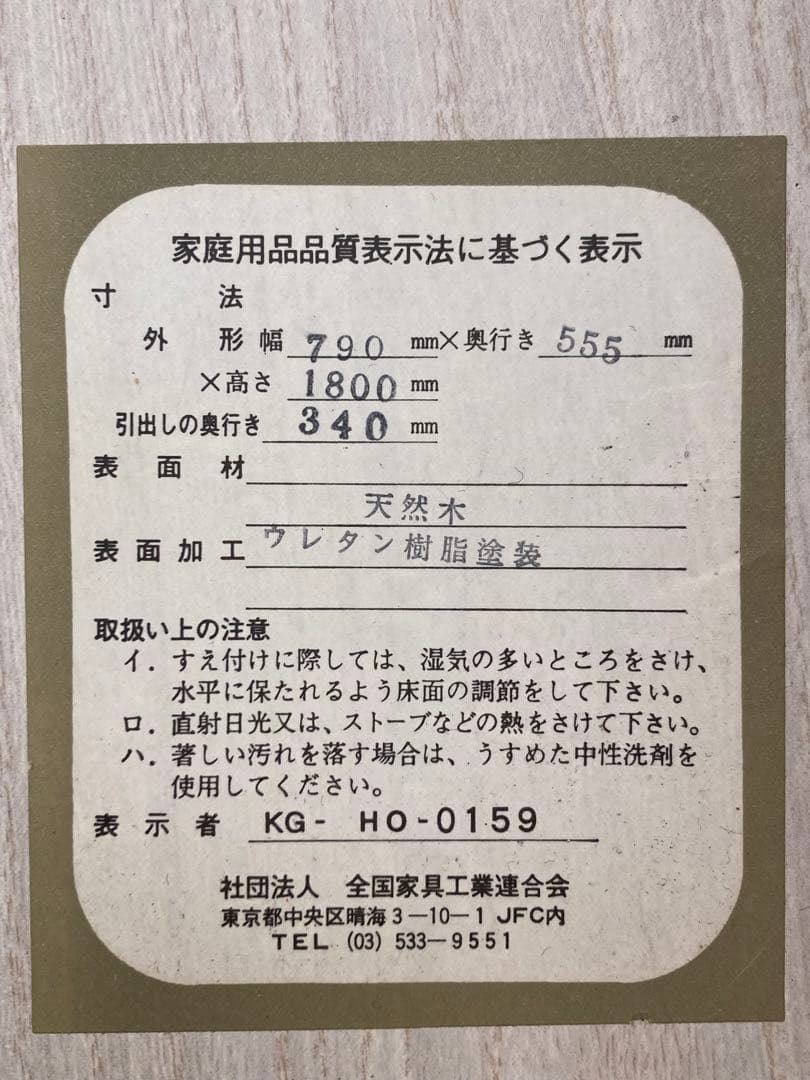 家庭用品品質表示法に基づく表示
寸法
外形 幅 790 mm×奥行き 555 mm
×高さ 1800 mm
引出しの奥行き 340 mm
表面材
天然木
表面加工 ウレタン樹脂塗装
取扱い上の注意
イ．すえ付けに際しては、湿気の多いところをさけ、
水平に保たれるよう床面の調節をして下さい。
ロ．直射日光又は、ストーブなどの熱をさけて下さい。
ハ．著しい汚れを落す場合は、うすめた中性洗剤を
使用してください。
表示者 KG- HO-0159
社団法人 全国家具工業連合会
東京都中央区晴海3-10-1 JFC内
TEL (03) 533-9551